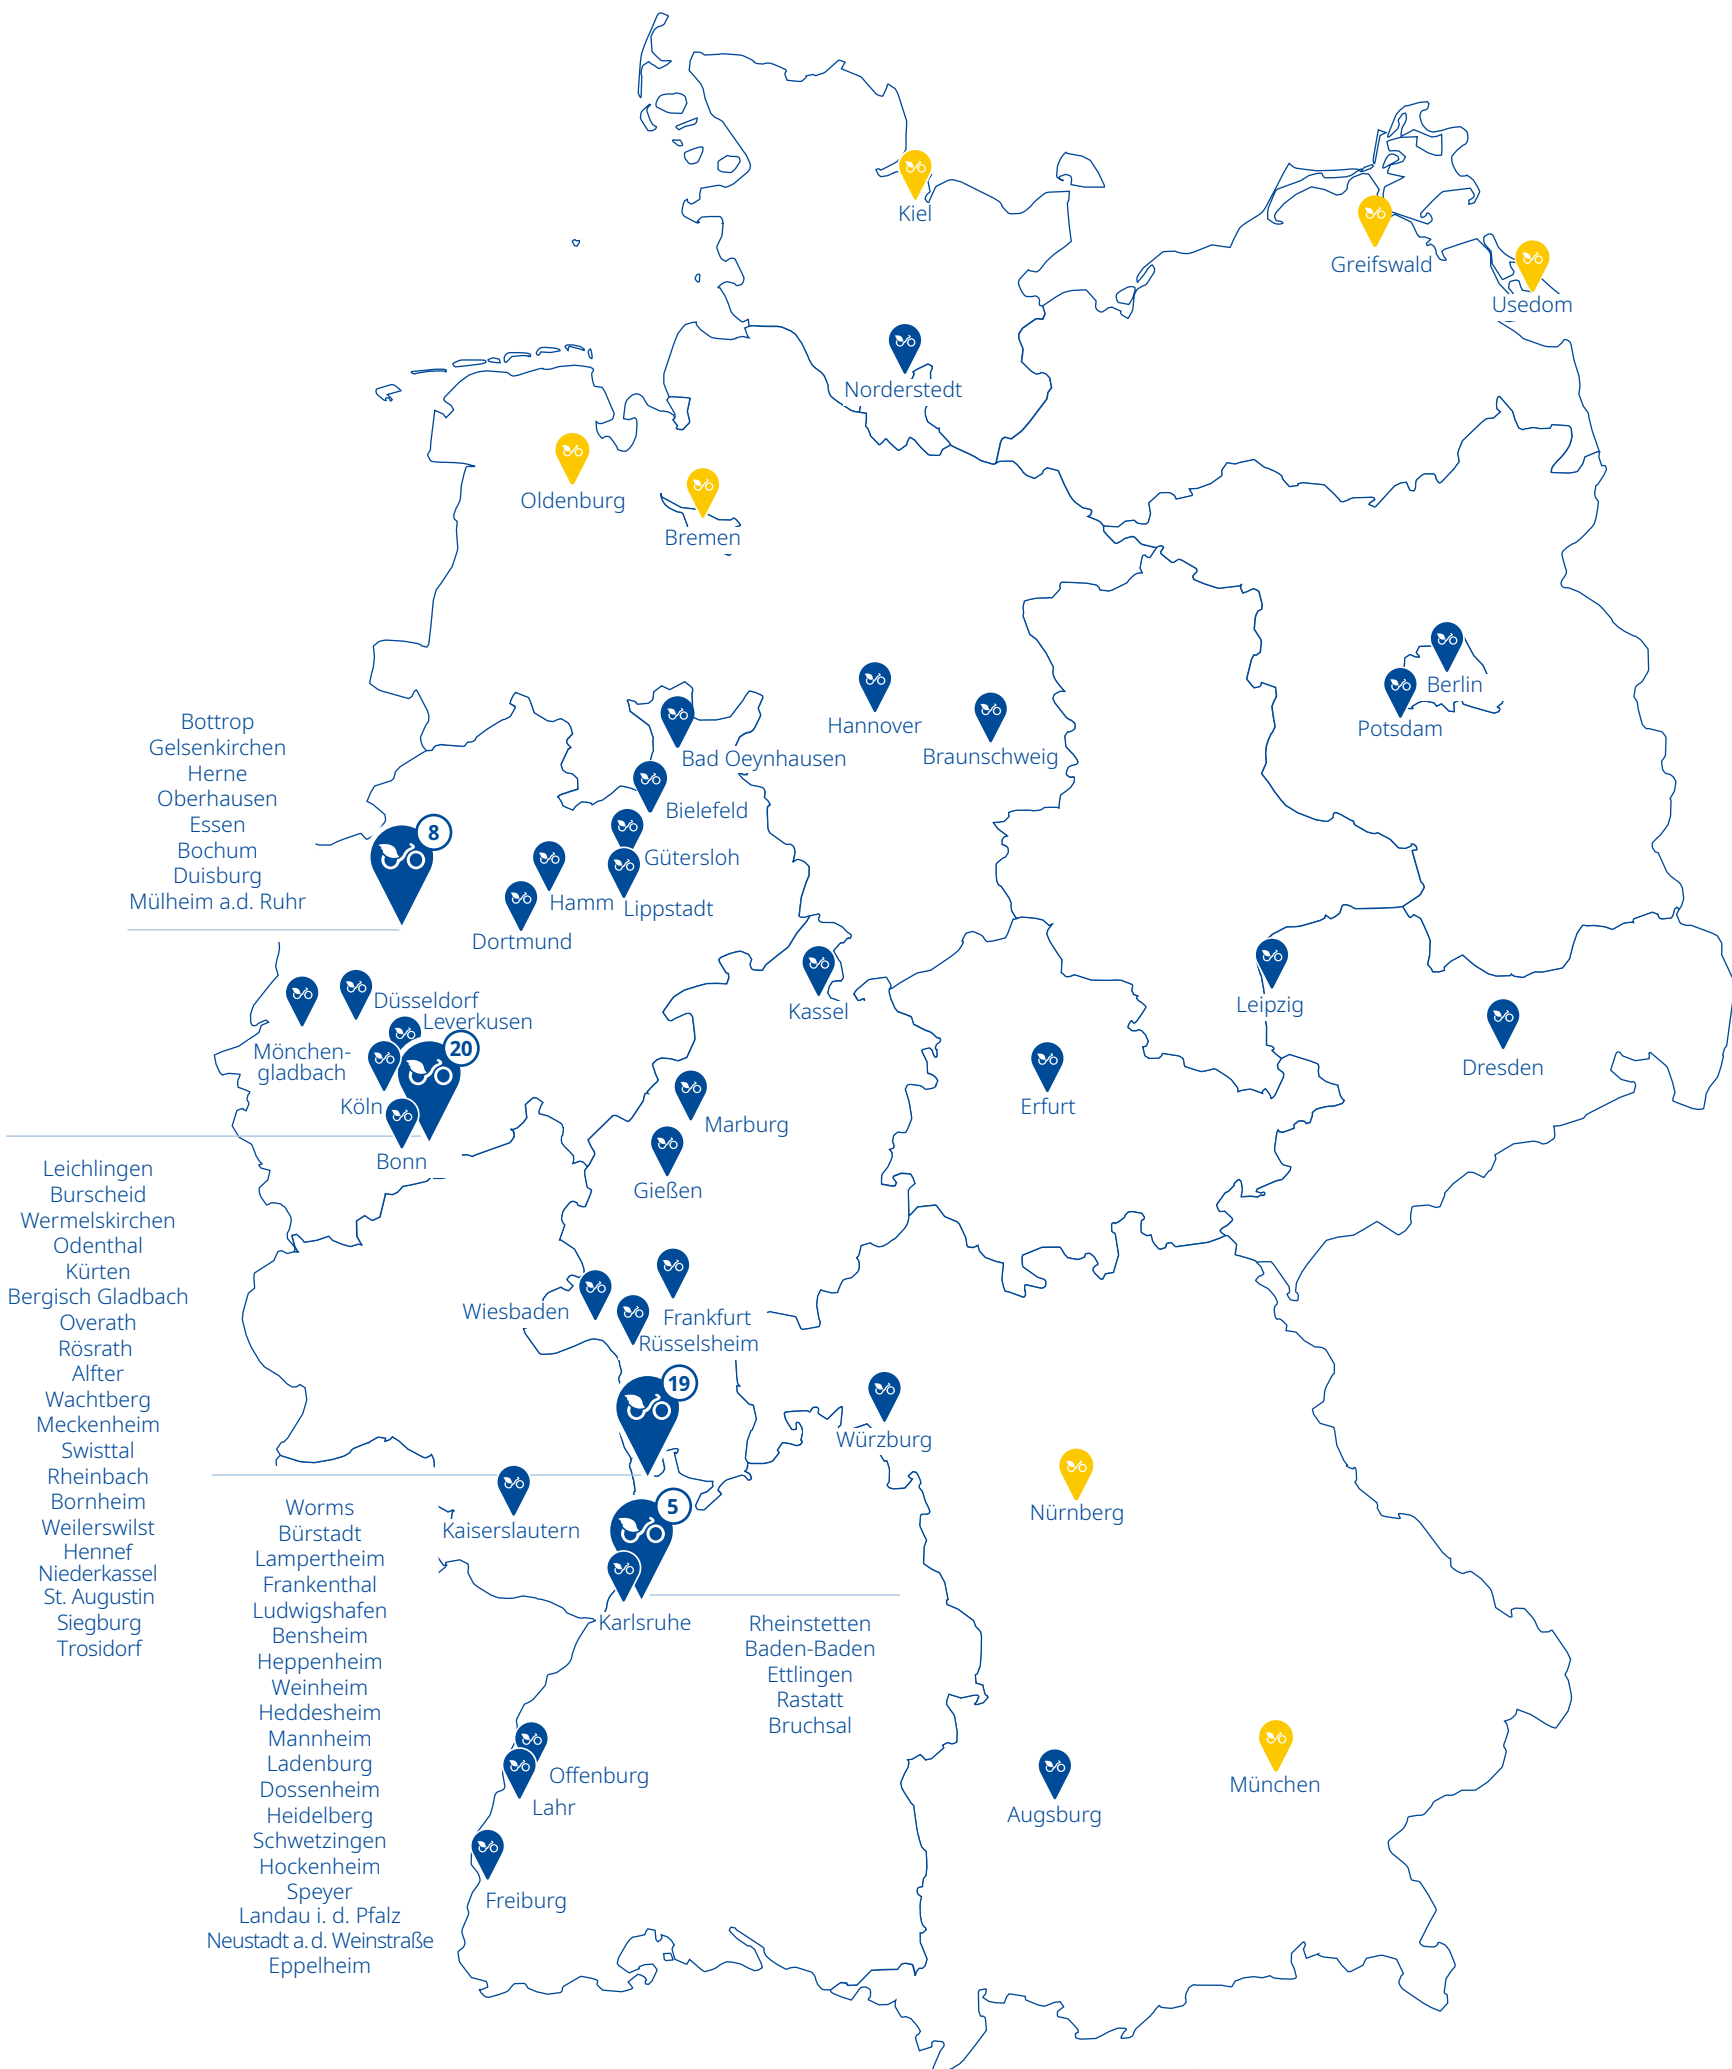 Kiel
Greifswald
Usedom
Norderstedt
Oldenburg
Bremen
Berlin
Potsdam
Hannover
Braunschweig
Bad Oeynhausen
Bielefeld
Gütersloh
Hamm
Lippstadt
Dortmund
Bottrop
Gelsenkirchen
Herne
Oberhausen
Essen
Bochum
Duisburg
Mülheim a.d. Ruhr
8
Kassel
Leipzig
Dresden
Erfurt
Düsseldorf
Leverkusen
20
Mönchen-
gladbach
Köln
Bonn
Marburg
Gießen
Leichlingen
Burscheid
Wermelskirchen
Odenthal
Kürten
Bergisch Gladbach
Overath
Rösrath
Alfter
Wachtberg
Meckenheim
Swisttal
Rheinbach
Bornheim
Weilerswilst
Hennef
Niederkassel
St. Augustin
Siegburg
Trosidorf
Wiesbaden
Frankfurt
Rüsselsheim
19
Würzburg
Nürnberg
Kaiserslautern
5
Karlsruhe
Worms
Bürstadt
Lampertheim
Frankenthal
Ludwigshafen
Bensheim
Heppenheim
Weinheim
Heddesheim
Mannheim
Ladenburg
Dossenheim
Heidelberg
Schwetzingen
Hockenheim
Speyer
Landau i. d. Pfalz
Neustadt a. d. Weinstraße
Eppelheim
Rheinstetten
Baden-Baden
Ettlingen
Rastatt
Bruchsal
Offenburg
Lahr
Freiburg
Augsburg
München